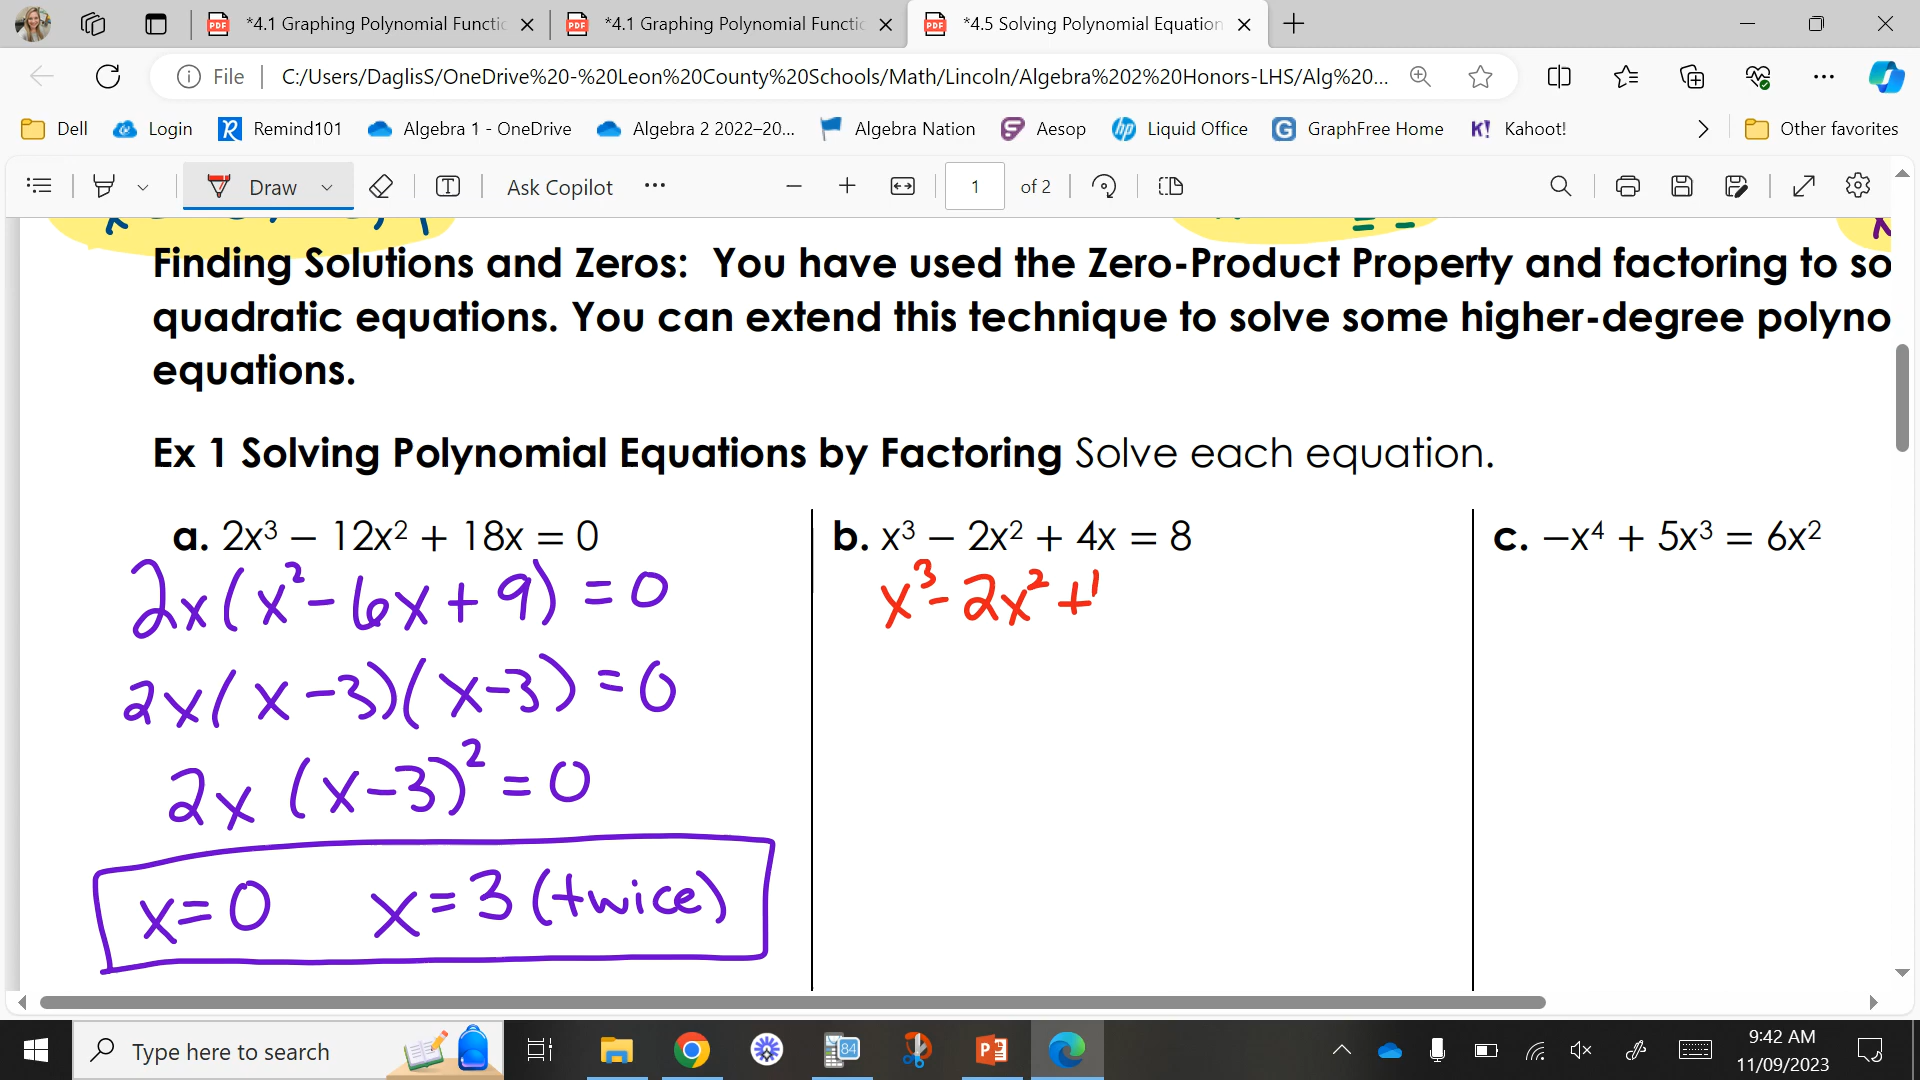 *4.1 Graphing Polynomial Functio
*4.1 Graphing Polynomial Functio
*4.5 Solving Polynomial Equation
File
C:/Users/DaglisS/OneDrive%20-%20Leon%20County%20Schools/Math/Lincoln/Algebra%202%20Honors-LHS/Alg%20...
Dell Login Remind101 Algebra 1 - OneDrive Algebra 2 2022–20... Algebra Nation Aesop Liquid Office GraphFree Home Kahoot! Other favorites
Draw Ask Copilot 1 of 2
Finding Solutions and Zeros: You have used the Zero-Product Property and factoring to so
quadratic equations. You can extend this technique to solve some higher-degree polyno
equations.
Ex 1 Solving Polynomial Equations by Factoring Solve each equation.
a. 2x³ – 12x² + 18x = 0
2x(x²-6x+9)=0
2x(x-3)(x-3)=0
2x (x-3)²=0
x=0 x=3 (twice)
b. x³ – 2x² + 4x = 8
x³-2x²+
c. –x⁴ + 5x³ = 6x²
Type here to search
84
9:42 AM
11/09/2023